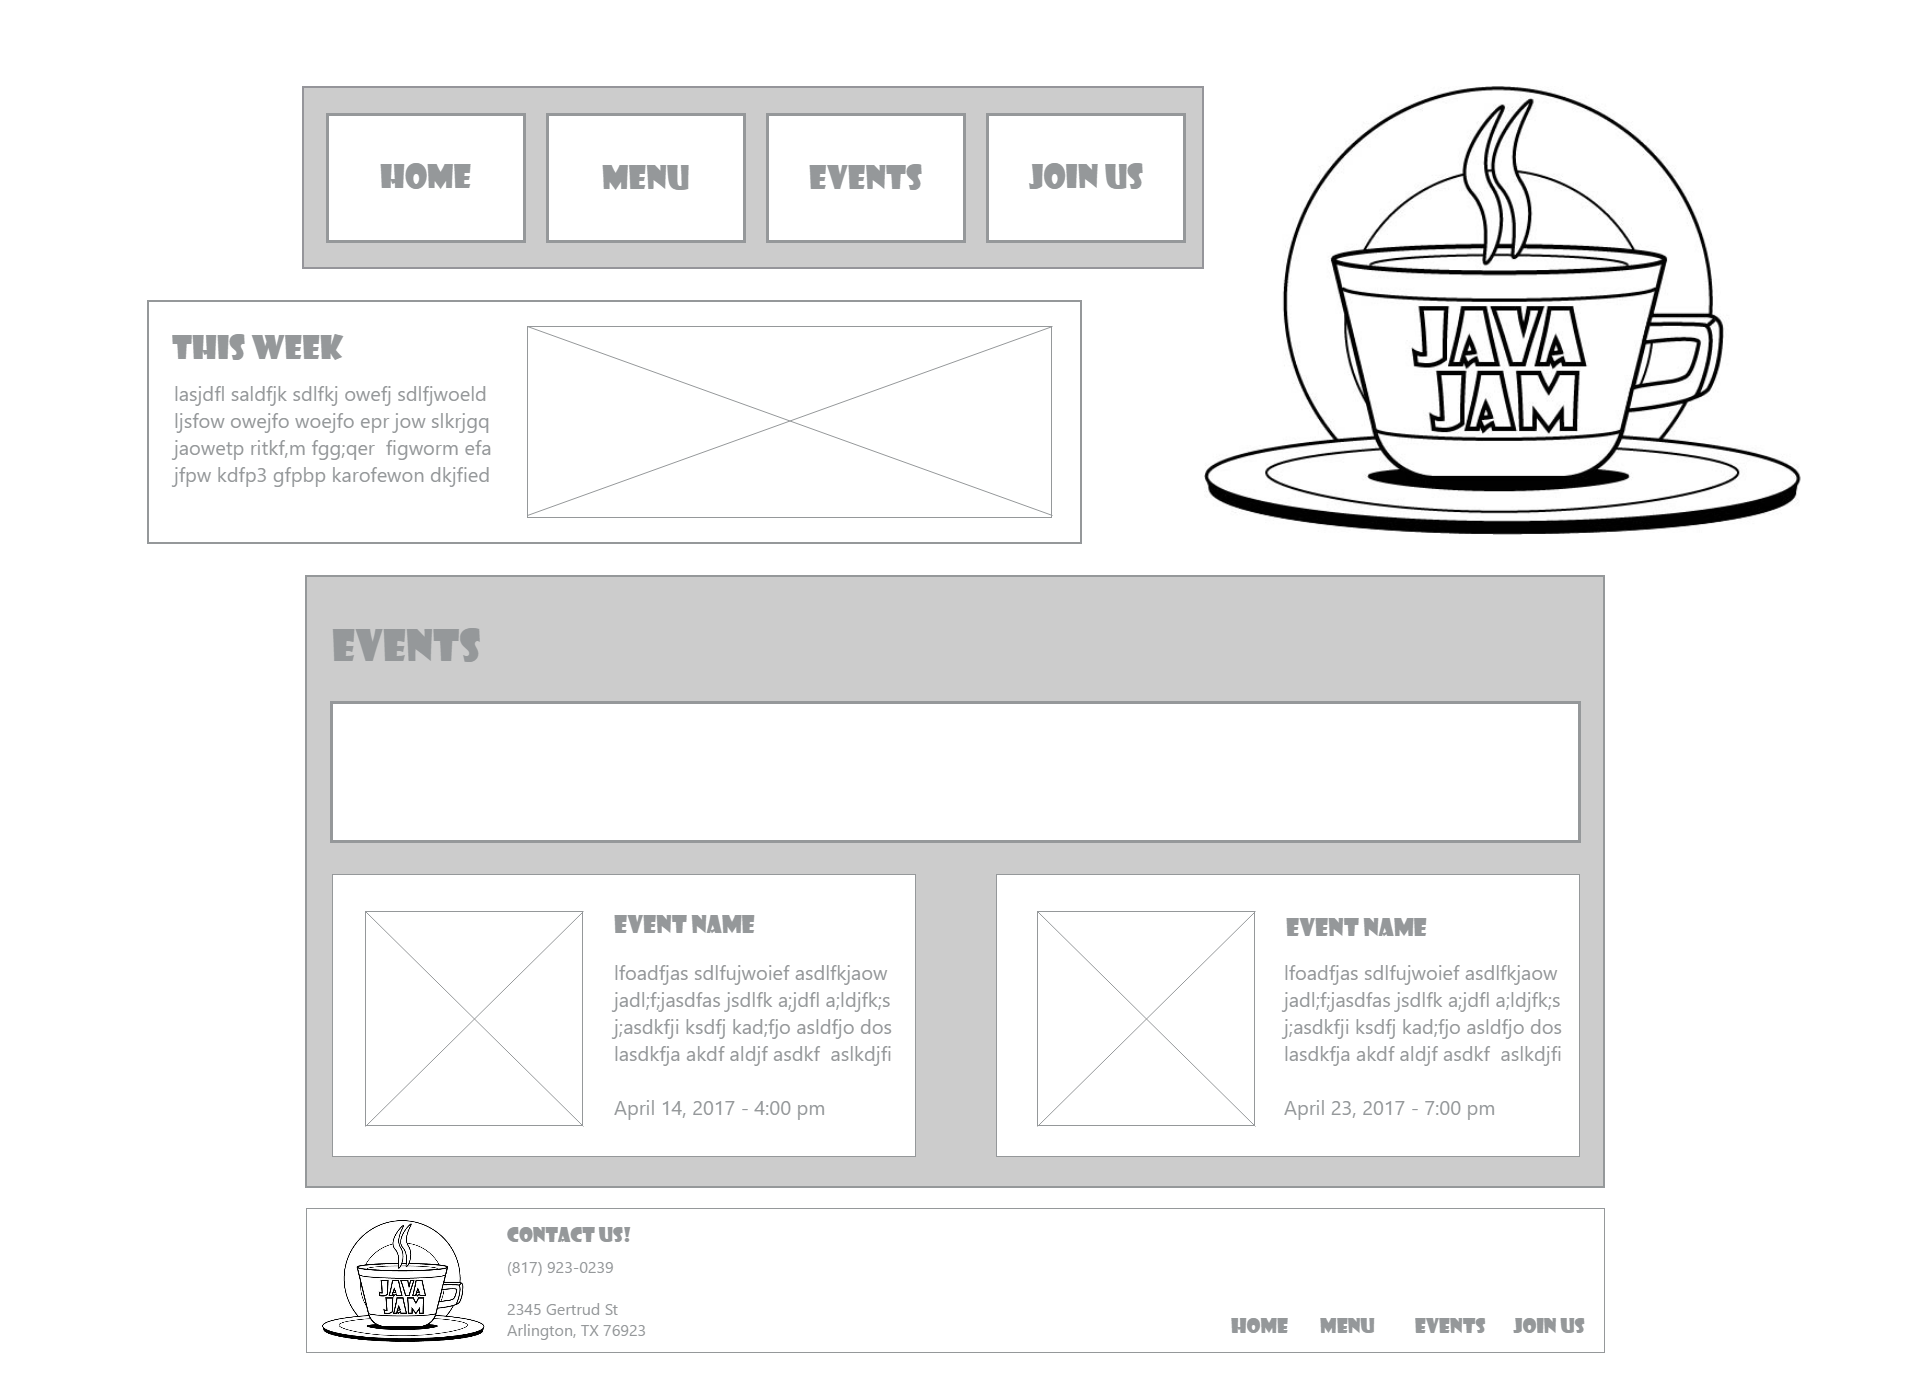 HOME
MENU
EVENTS
JOIN US
JAVA
JAM
THIS WEEK
lasjdfl saldfjk sdlfkj owefj sdlfjwoeld
ljsfow owejfo woejfo epr jow slkrjgq
jaowetp ritkf,m fgg;qer  figworm efa
jfpw kdfp3 gfpbp karofewon dkjfied
EVENTS
EVENT NAME
lfoadfjas sdlfujwoief asdlfkjaow
jadl;f;jasdfas jsdlfk a;jdfl a;ldjfk;s
j;asdkfji ksdfj kad;fjo asldfjo dos
lasdkfja akdf aldjf asdkf  aslkdjfi
April 14, 2017 - 4:00 pm
EVENT NAME
lfoadfjas sdlfujwoief asdlfkjaow
jadl;f;jasdfas jsdlfk a;jdfl a;ldjfk;s
j;asdkfji ksdfj kad;fjo asldfjo dos
lasdkfja akdf aldjf asdkf  aslkdjfi
April 23, 2017 - 7:00 pm
JAVA
JAM
CONTACT US!
(817) 923-0239
2345 Gertrud St
Arlington, TX 76923
HOME
MENU
EVENTS
JOIN US